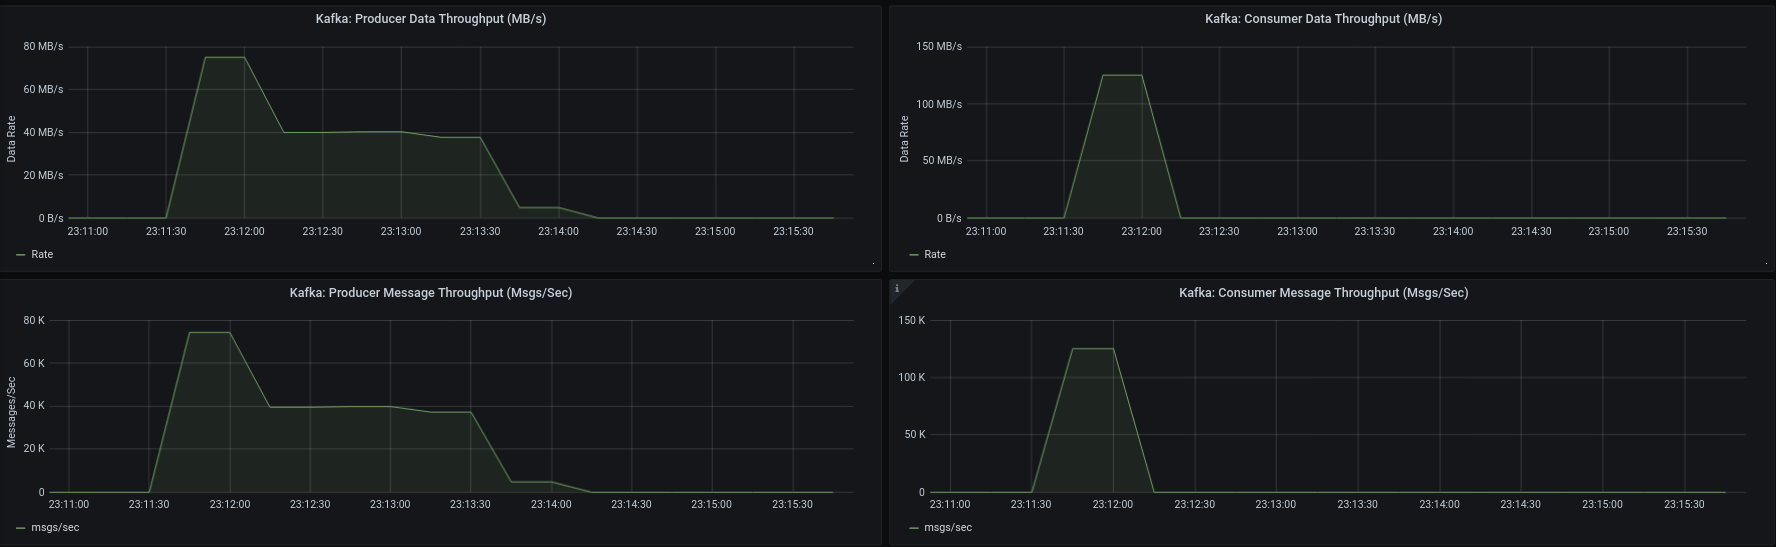 Kafka: Producer Data Throughput (MB/s)
80 MB/s
60 MB/s
40 MB/s
20 MB/s
0 B/s
Data Rate
23:11:00 23:11:30 23:12:00 23:12:30 23:13:00 23:13:30 23:14:00 23:14:30 23:15:00 23:15:30
Rate
Kafka: Consumer Data Throughput (MB/s)
150 MB/s
100 MB/s
50 MB/s
0 B/s
Data Rate
23:11:00 23:11:30 23:12:00 23:12:30 23:13:00 23:13:30 23:14:00 23:14:30 23:15:00 23:15:30
Rate
Kafka: Producer Message Throughput (Msgs/Sec)
80 K
60 K
40 K
20 K
0
Messages/Sec
23:11:00 23:11:30 23:12:00 23:12:30 23:13:00 23:13:30 23:14:00 23:14:30 23:15:00 23:15:30
msgs/sec
i
Kafka: Consumer Message Throughput (Msgs/Sec)
150 K
100 K
50 K
0
23:11:00 23:11:30 23:12:00 23:12:30 23:13:00 23:13:30 23:14:00 23:14:30 23:15:00 23:15:30
msgs/sec